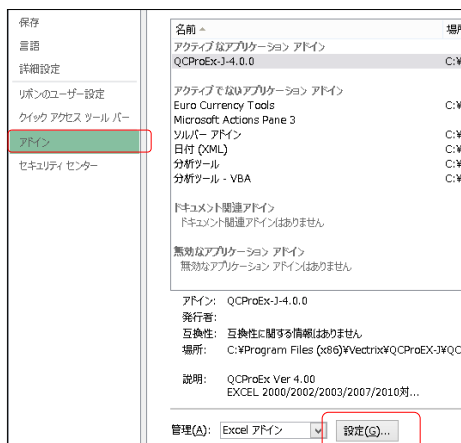 保存
言語
詳細設定
リボンのユーザー設定
クイック アクセス ツール バー
アドイン
セキュリティ センター
名前
場所
アクティブなアプリケーション アドイン
QCProEx-J-4.0.0 C:¥
アクティブでないアプリケーション アドイン
Euro Currency Tools C:¥
Microsoft Actions Pane 3
ソルバー アドイン C:¥
日付 (XML) C:¥
分析ツール C:¥
分析ツール - VBA C:¥
ドキュメント関連アドイン
ドキュメント関連アドインはありません
無効なアプリケーション アドイン
無効なアプリケーション アドインはありません
アドイン: QCProEx-J-4.0.0
発行者:
互換性: 互換性に関する情報はありません
場所: C:¥Program Files (x86)¥Vectrix¥QCProEX-J¥QC
説明: QCProEx Ver 4.00
EXCEL 2000/2002/2003/2007/2010対...
管理(A): Excel アドイン 設定(G)...